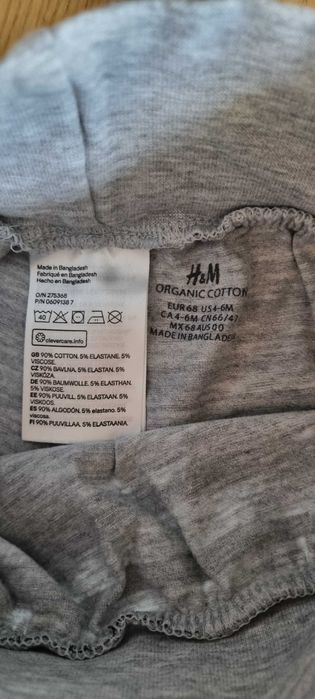 Made in Bangladesh
Fabriqué en Bangladesh
Hecho en Bangladesh
O/N 275368
P/N 0609138 7
clevercare.info
GB 90% COTTON, 5% ELASTANE, 5%
VISCOSE.
CZ 90% BAVLNA, 5% ELASTAN, 5%
VISKÓZA.
DE 90% BAUMWOLLE, 5% ELASTHAN,
5% VISKOSE.
EE 90% PUUVILL, 5% ELASTAAN, 5%
VISKOOS.
ES 90% ALGODÓN, 5% elastano. 5%
viscosa.
FI 90% PUUVILLAA, 5% ELASTAANIA,
H&M
ORGANIC COTTON
EUR 68 US 4-6M
CA 4-6M CN 66/47
MX 68 AUS 00
MADE IN BANGLADE